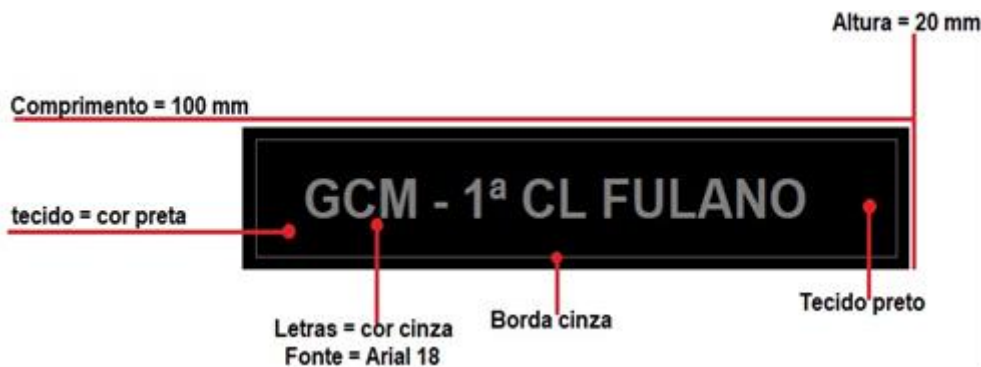 Altura = 20 mm
Comprimento = 100 mm
GCM - 1ª CL FULANO
tecido = cor preta
Tecido preto
Borda cinza
Letras = cor cinza
Fonte = Arial 18